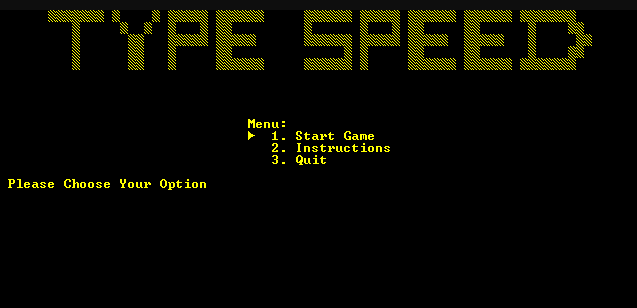 TYPE SPEED
Menu:
1. Start Game
2. Instructions
3. Quit
Please Choose Your Option